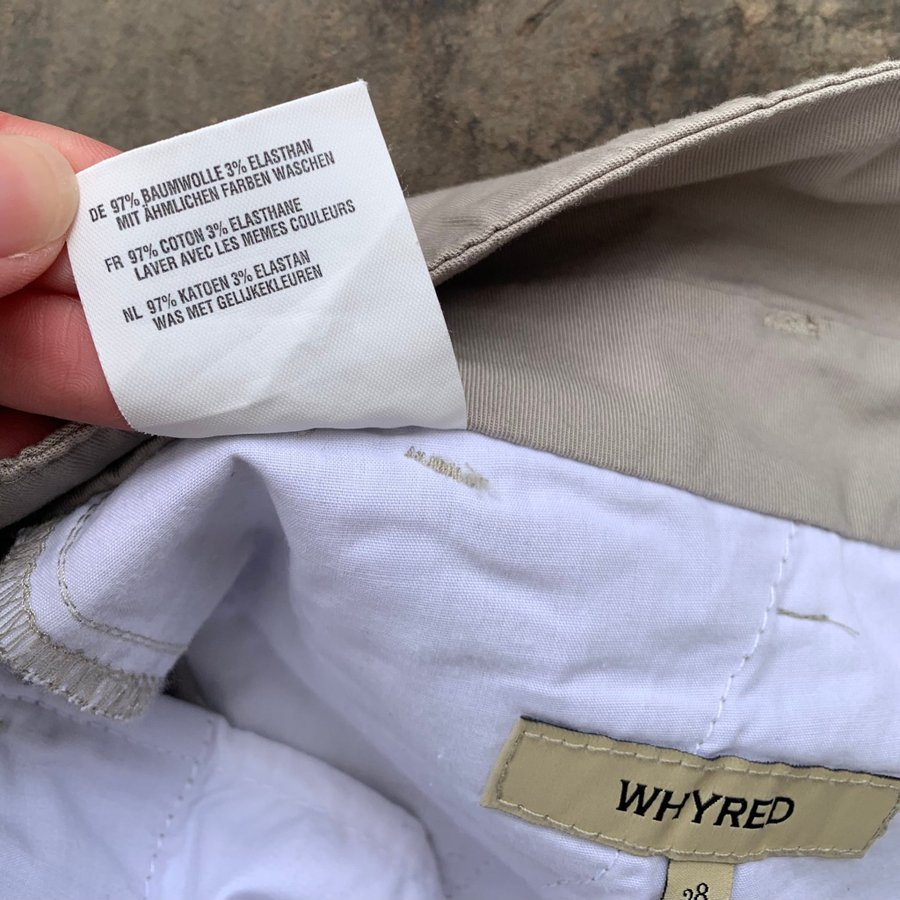 DE 97% BAUMWOLLE 3% ELASTHAN
MIT ÄHMLICHEN FARBEN WASCHEN
FR 97% COTON 3% ELASTHANE
LAVER AVEC LES MEMES COULEURS
NL 97% KATOEN 3% ELASTAN
WAS MET GELIJKEKLEUREN
WHYRED
28